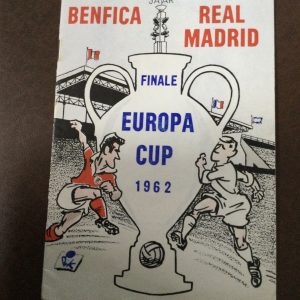 BENFICA REAL
MADRID
FINALE
EUROPA
CUP
1962